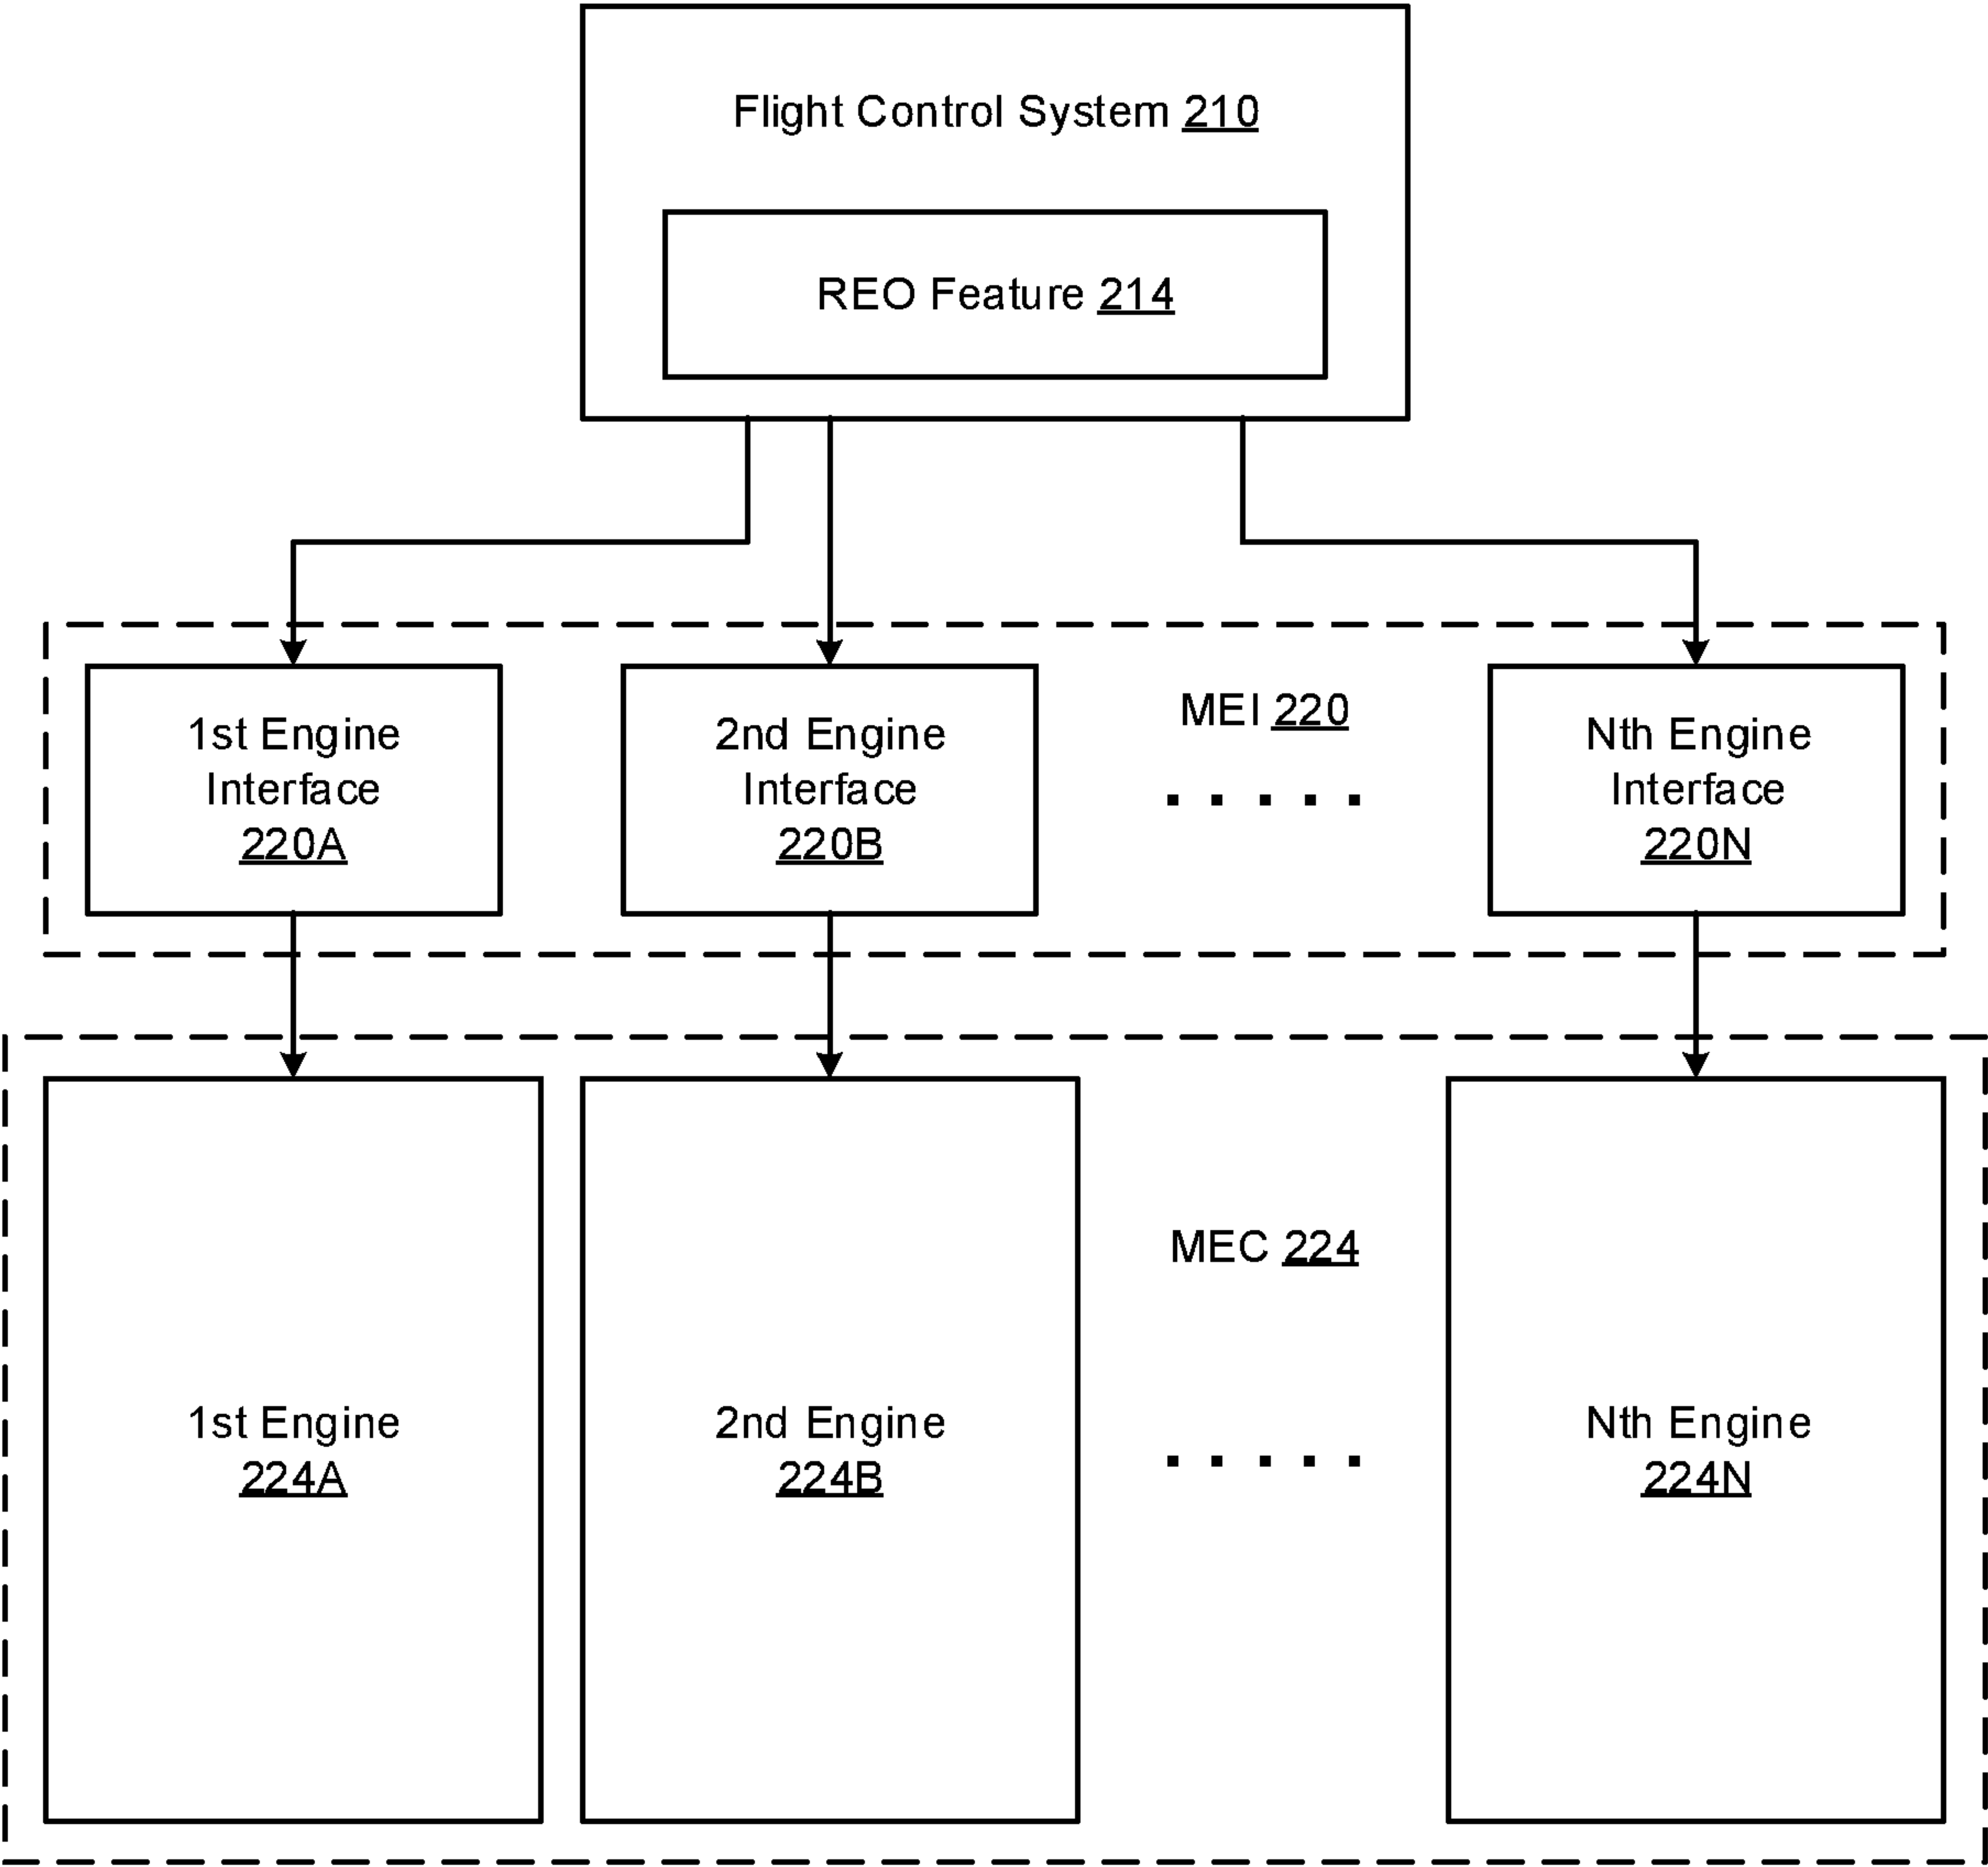 Flight Control System 210
REO Feature 214
1st Engine
Interface
220A
2nd Engine
Interface
220B
MEI 220
. . . . .
Nth Engine
Interface
220N
1st Engine
224A
2nd Engine
224B
MEC 224
. . . . .
Nth Engine
224N